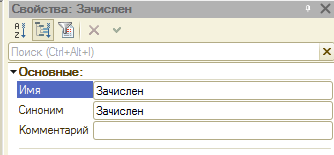 Свойства: Зачислен
Поиск (Ctrl+Alt+I)
Основные:
Имя Зачислен
Синоним Зачислен
Комментарий